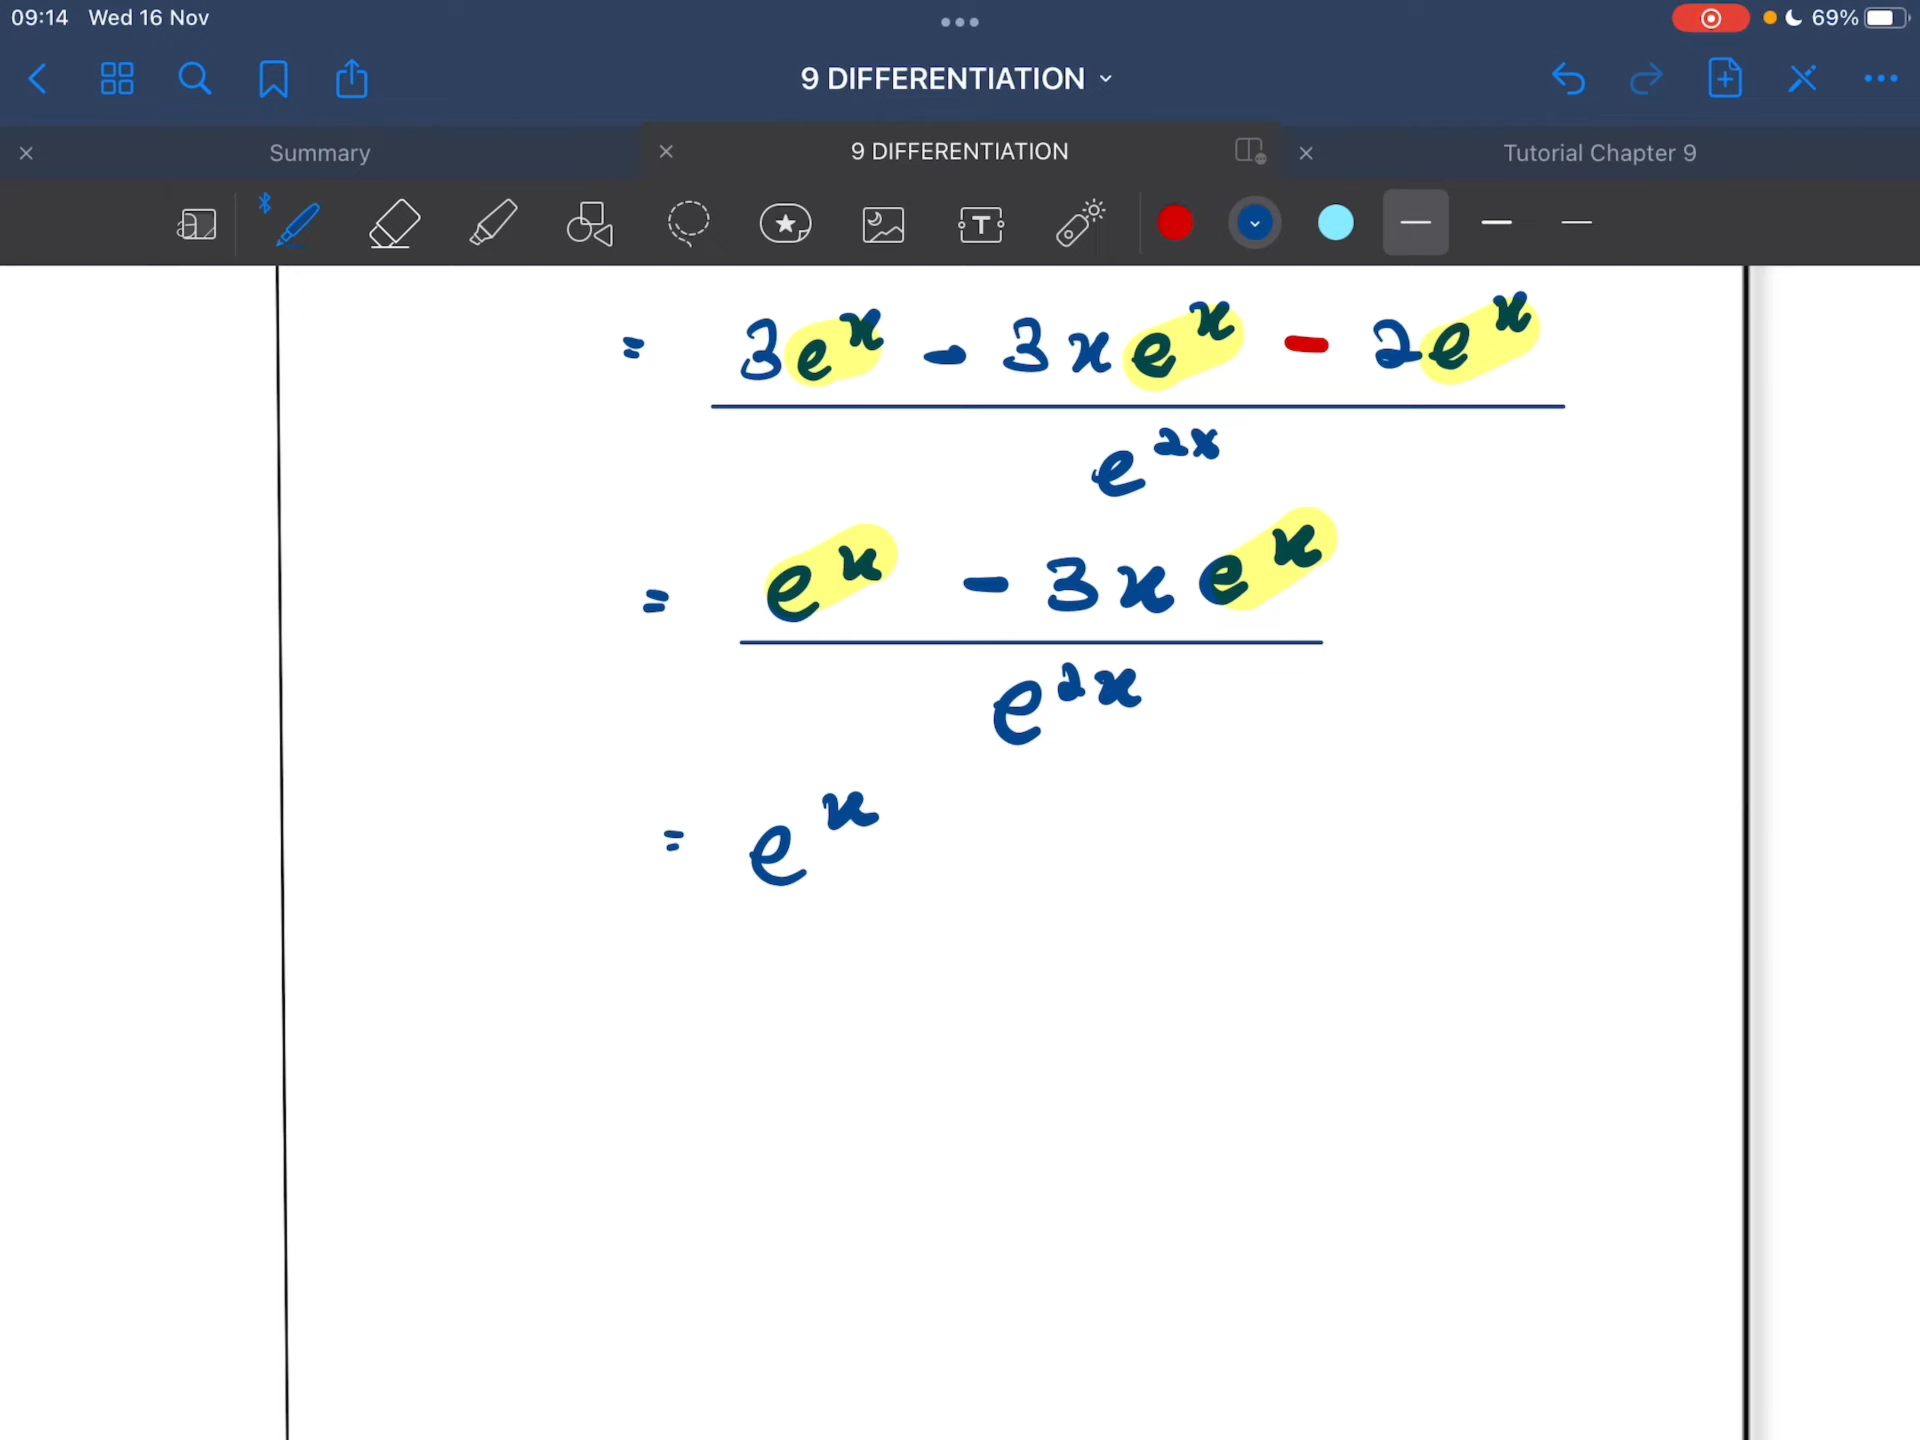 09:14 Wed 16 Nov 69%
9 DIFFERENTIATION
Summary 9 DIFFERENTIATION Tutorial Chapter 9
= 3e^x - 3xe^x - 2e^x
e^2x
= e^x - 3xe^x
e^2x
= e^x